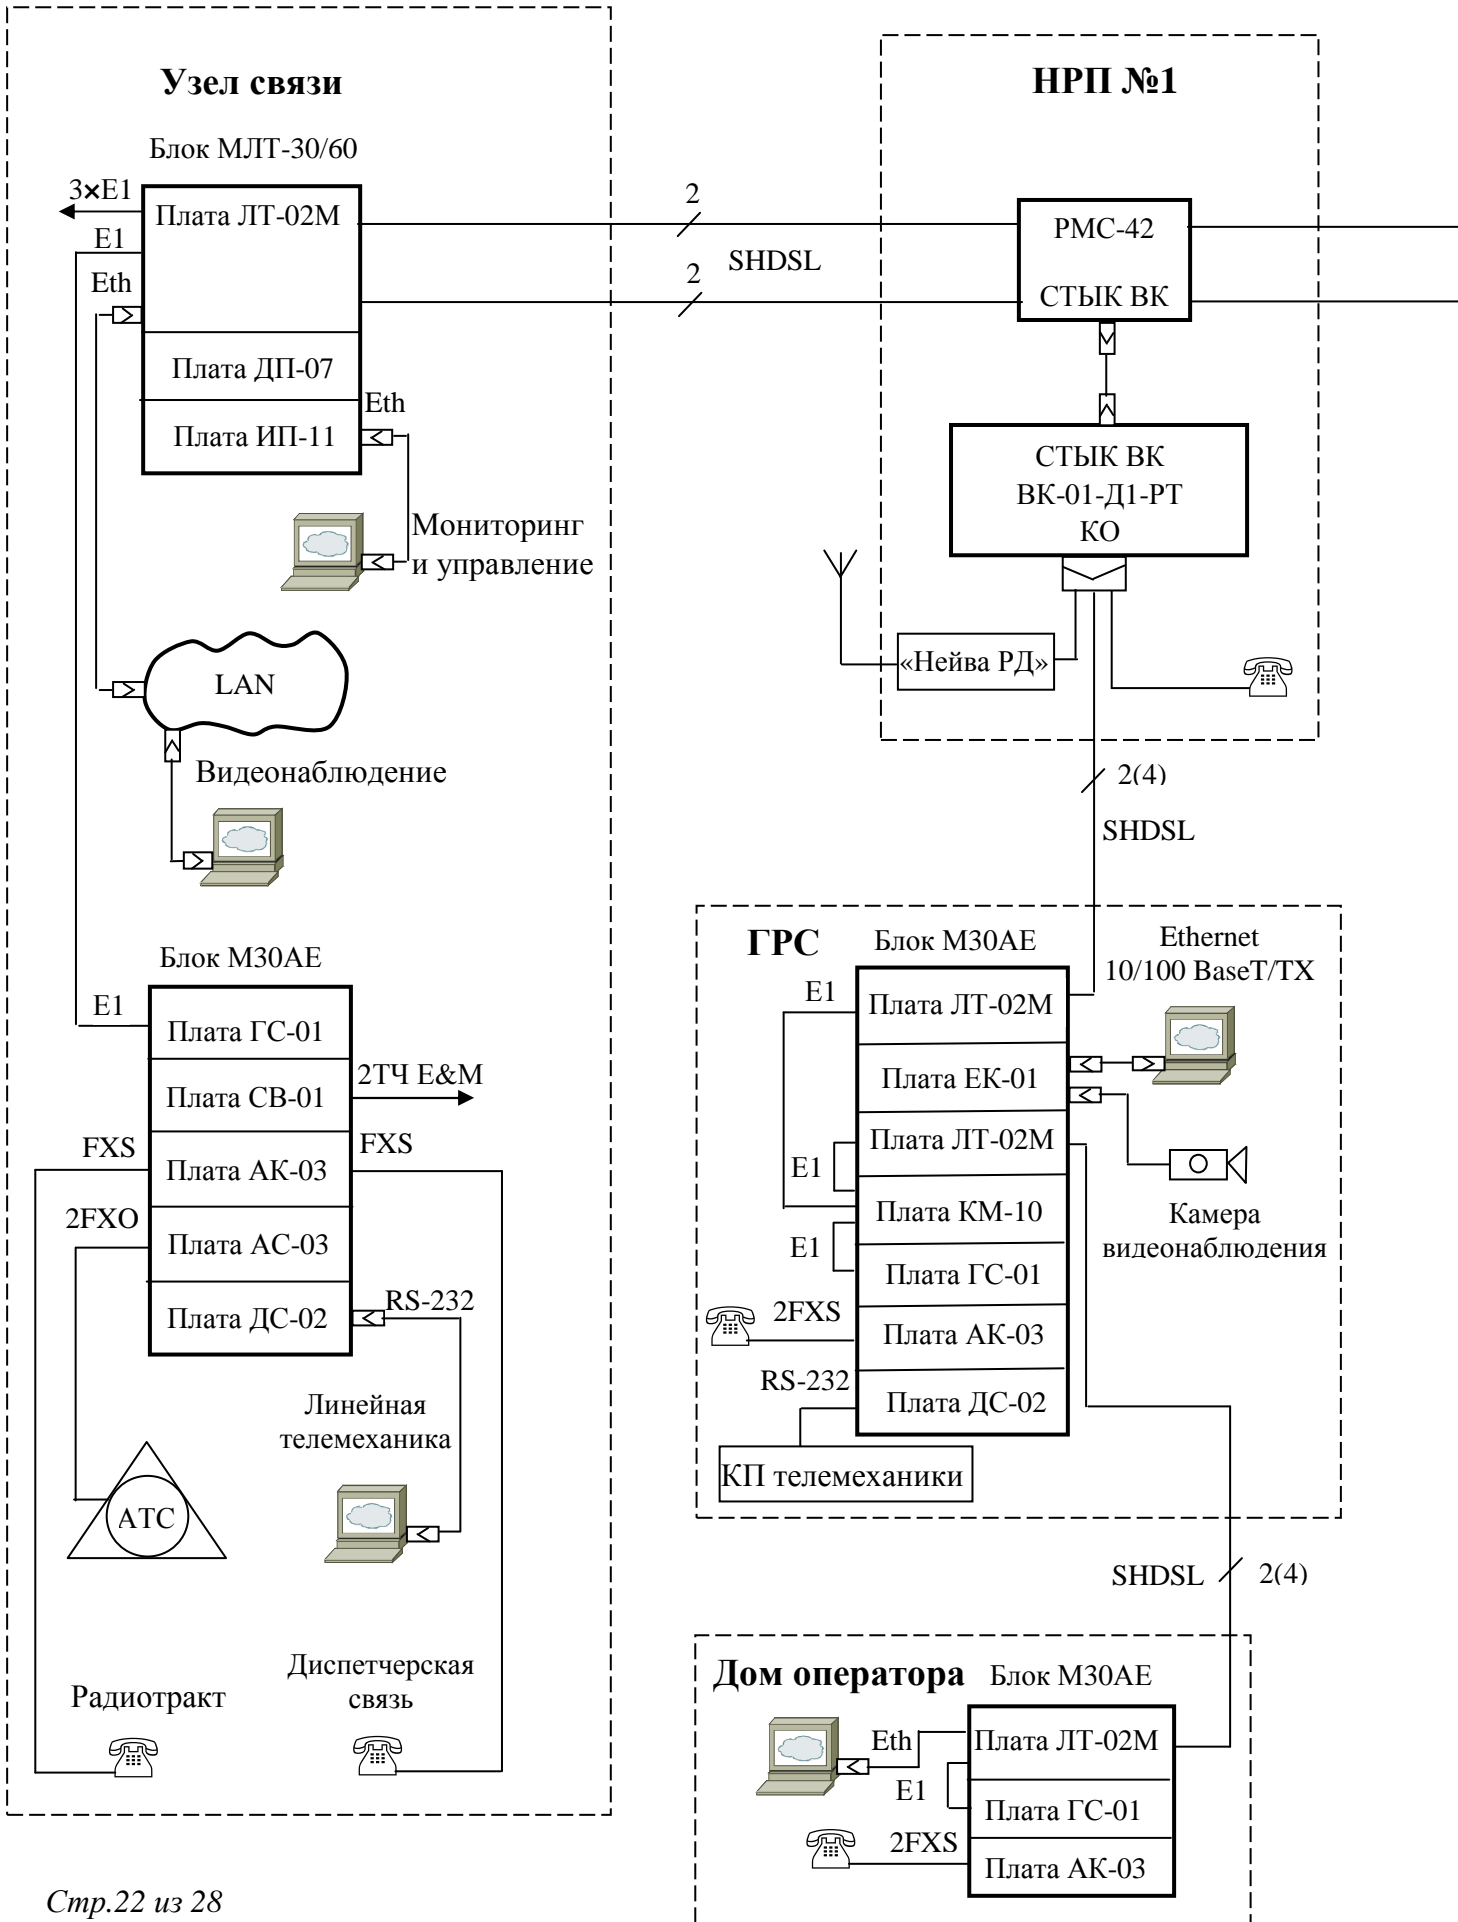 Узел связи
Блок МЛТ-30/60
3×E1
Плата ЛТ-02М
E1
Eth
Плата ДП-07
Eth
Плата ИП-11
Мониторинг
и управление
LAN
Видеонаблюдение
Блок М30АЕ
E1
Плата ГС-01
2ТЧ E&M
Плата СВ-01
FXS
FXS
Плата АК-03
2FXO
Плата АС-03
RS-232
Плата ДС-02
Линейная
телемеханика
АТС
Диспетчерская
связь
Радиотракт
2
SHDSL
2
НРП №1
РМС-42
СТЫК ВК
СТЫК ВК
ВК-01-Д1-РТ
КО
«Нейва РД»
2(4)
SHDSL
ГРС
Блок М30АЕ
Ethernet
10/100 BaseT/TX
E1
Плата ЛТ-02М
Плата ЕК-01
Плата ЛТ-02М
E1
Плата КМ-10
Камера
видеонаблюдения
E1
Плата ГС-01
2FXS
Плата АК-03
RS-232
Плата ДС-02
КП телемеханики
SHDSL
2(4)
Дом оператора
Блок М30АЕ
Eth
Плата ЛТ-02М
E1
Плата ГС-01
2FXS
Плата АК-03
Стр.22 из 28